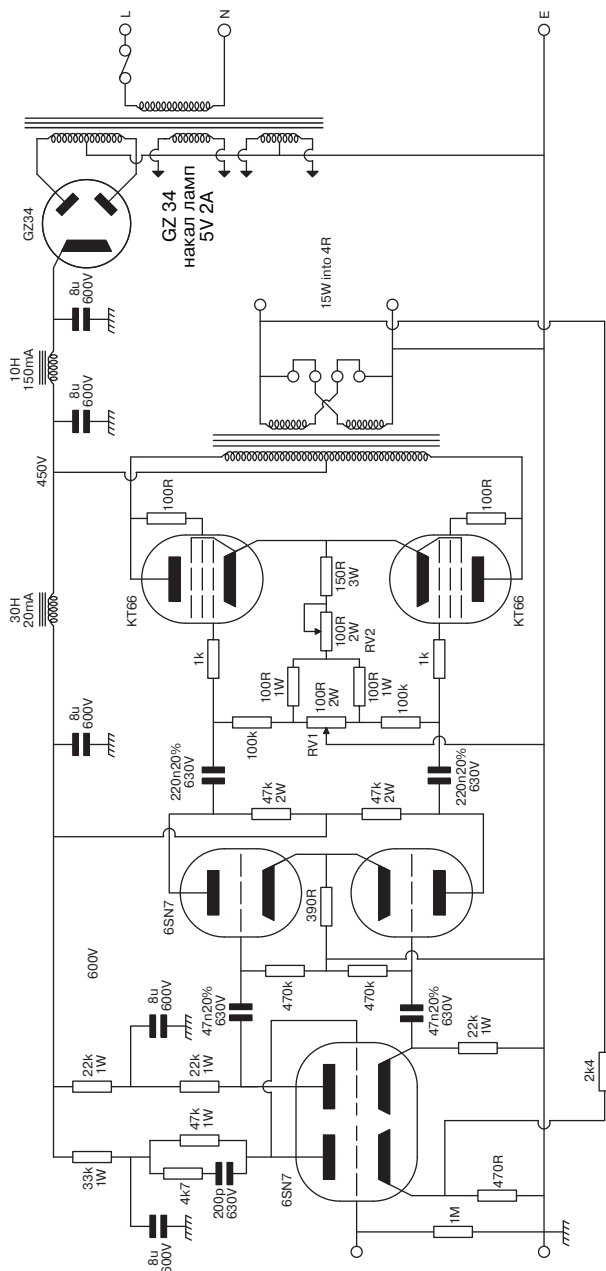 33k
1W
22k
1W
8u
600V
8u
600V
600V
22k
1W
47k
1W
4k7
200p
630V
6SN7
47n20%
630V
470k
470k
47n20%
630V
22k
1W
1M
470R
2k4
6SN7
390R
47k
2W
47k
2W
220n20%
630V
220n20%
630V
8u
600V
30H
20mA
450V
100k
RV1
100R
2W
100R
1W
100R
1W
100k
1k
1k
100R
2W
RV2
150R
3W
KT66
100R
KT66
100R
8u
600V
10H
150mA
8u
600V
GZ34
GZ 34
накал ламп
5V 2A
15W into 4R
L
N
E